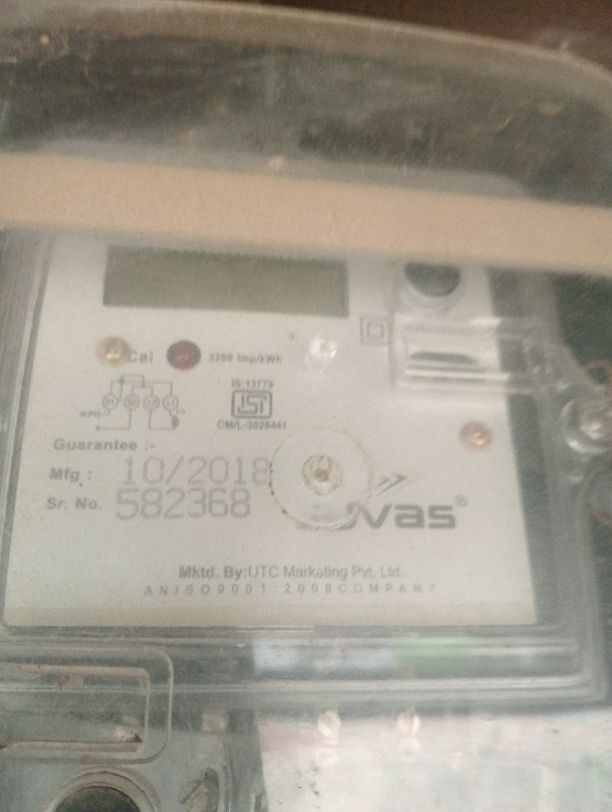 Cal
3200 Imp/kWh
IS:13779
ISI
CM/L-3028441
Guarantee :-
Mfg : 10/2018
Sr. No. 582368
Mktd. By:UTC Marketing Pvt. Ltd.
AN ISO 9001:2008 COMPANY